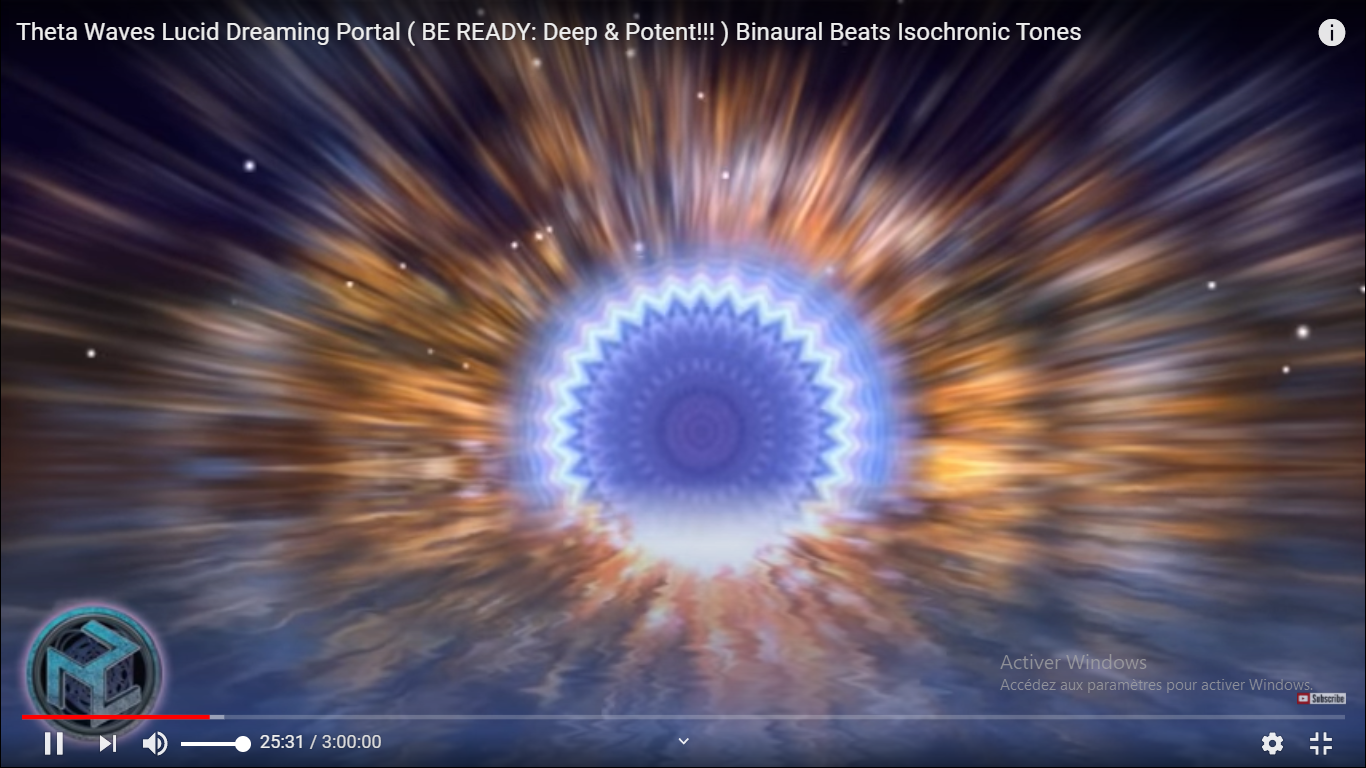 Theta Waves Lucid Dreaming Portal ( BE READY: Deep & Potent!!! ) Binaural Beats Isochronic Tones
Activer Windows
Accédez aux paramètres pour activer Windows.
Subscribe
25:31 / 3:00:00